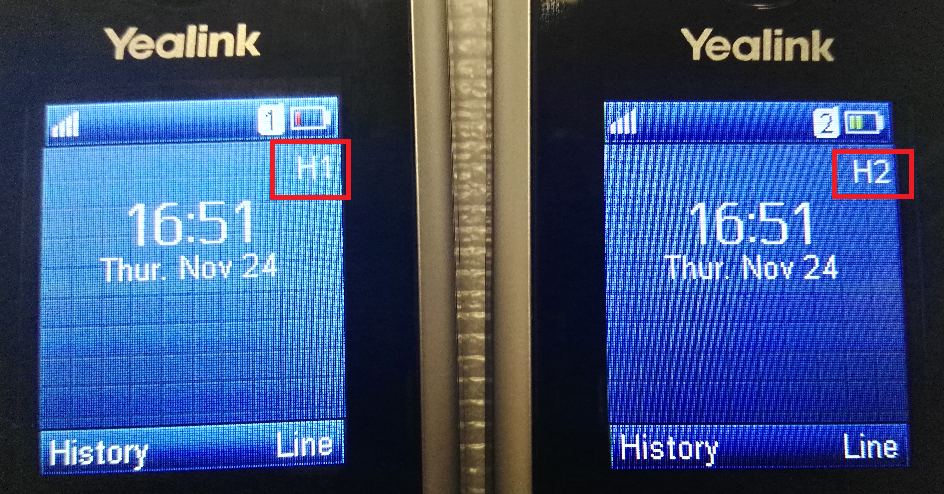 Yealink
1
H1
16:51
Thur. Nov 24
History Line
Yealink
2
H2
16:51
Thur. Nov 24
History Line